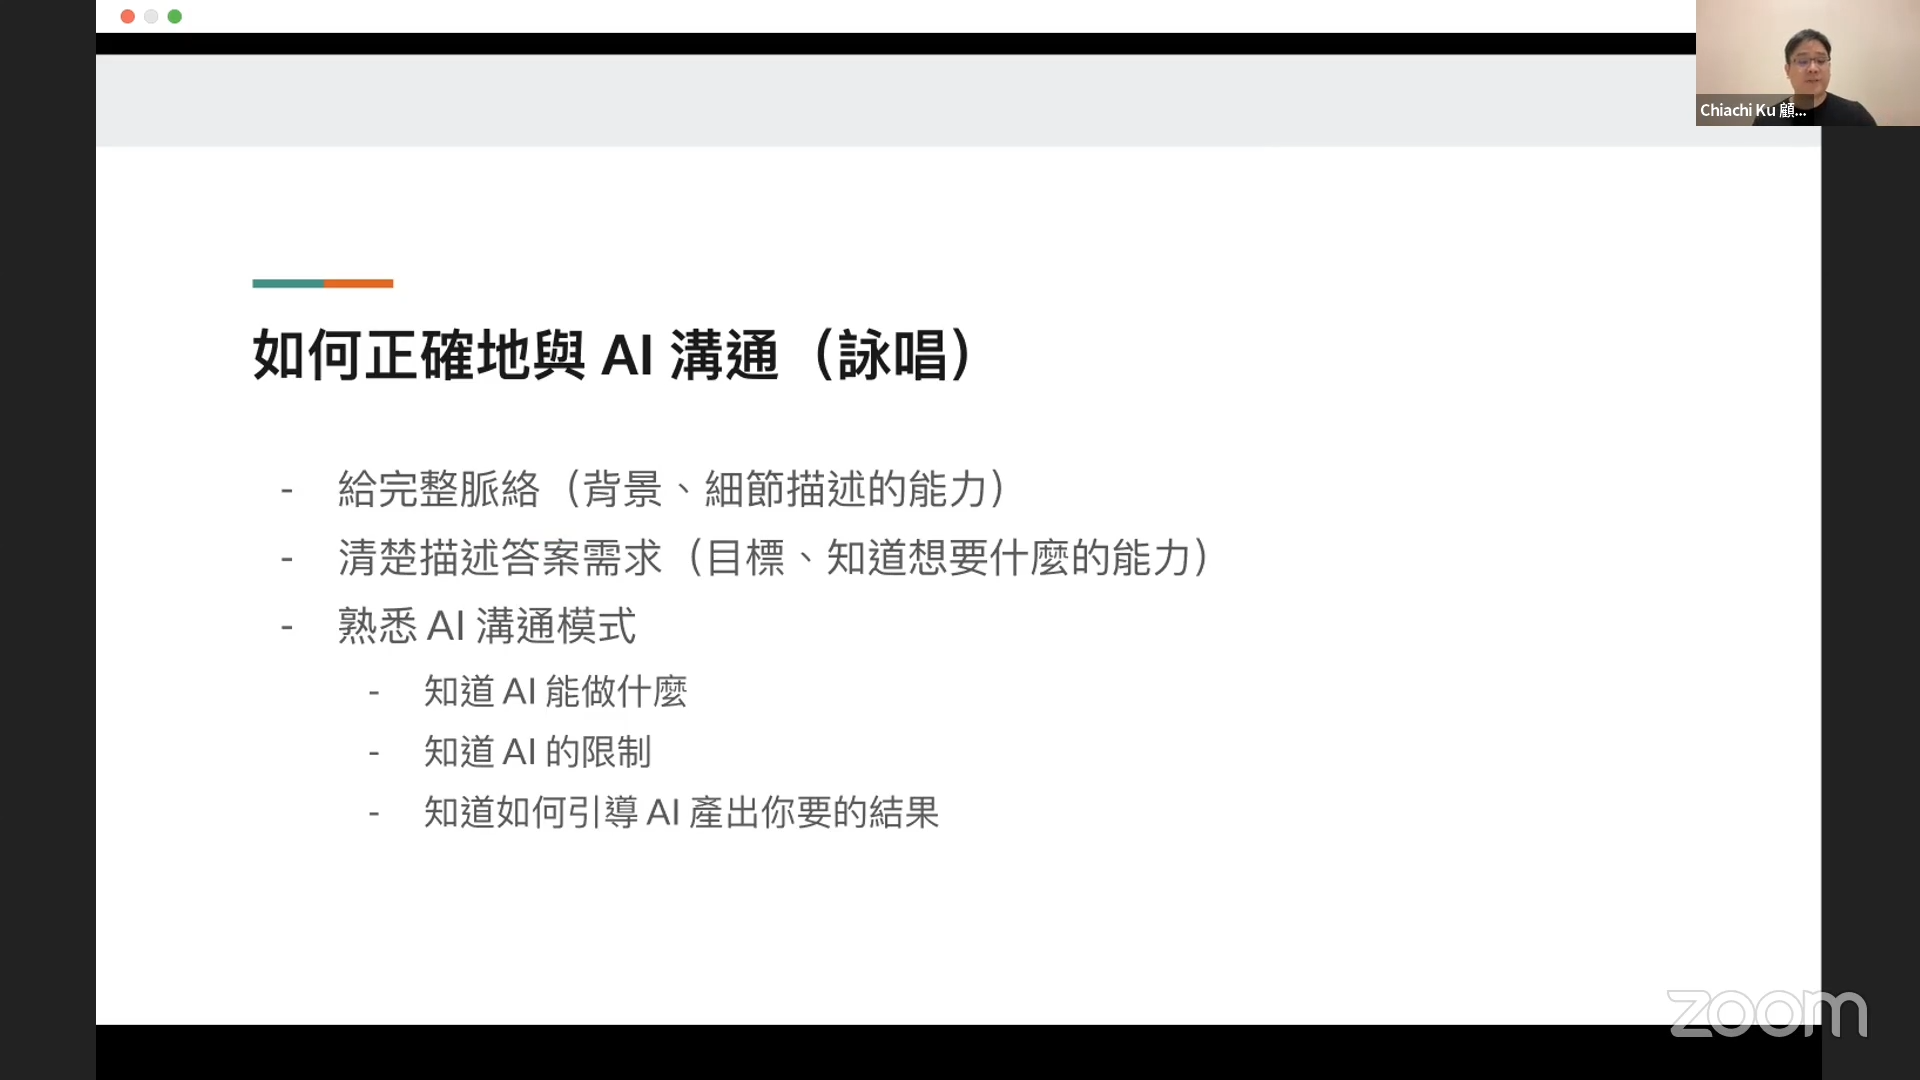 Chiachi Ku 顧...
如何正確地與 AI 溝通（詠唱）
- 給完整脈絡（背景、細節描述的能力）
- 清楚描述答案需求（目標、知道想要什麼的能力）
- 熟悉 AI 溝通模式
- 知道 AI 能做什麼
- 知道 AI 的限制
- 知道如何引導 AI 產出你要的結果
zoom